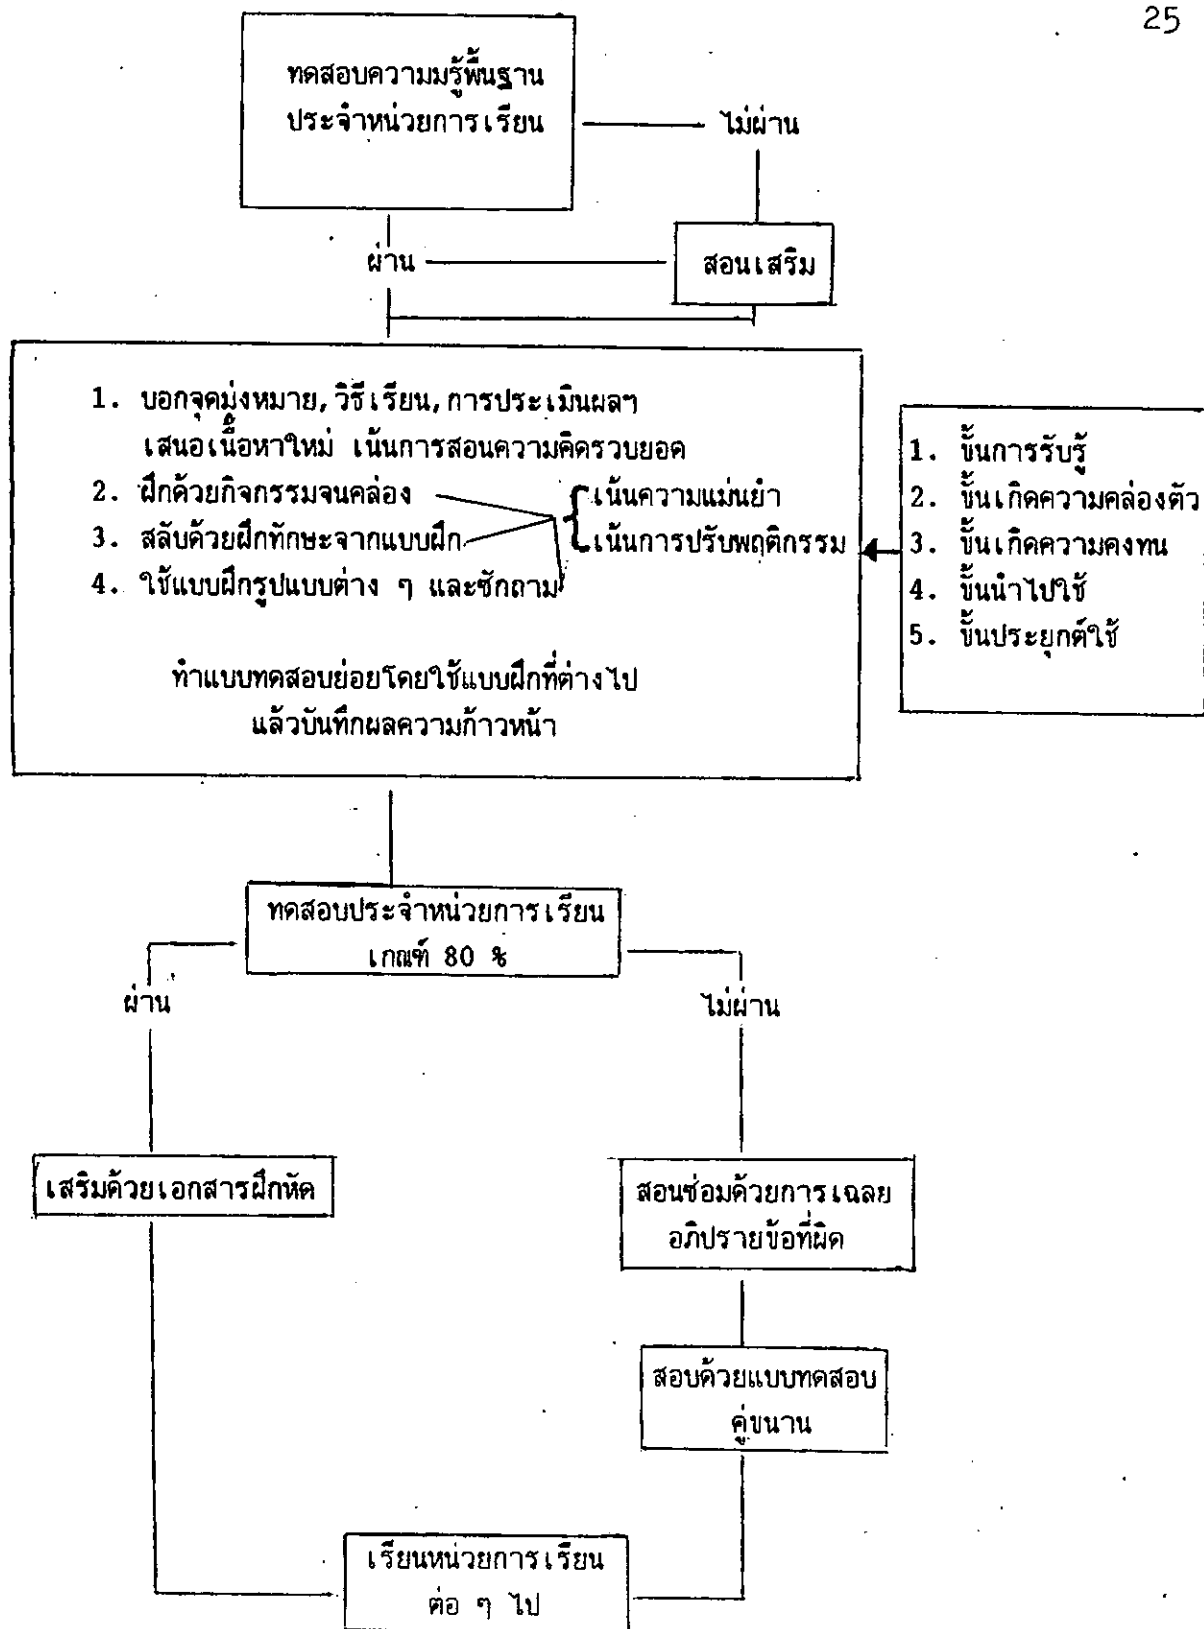 25
ทดสอบความมรู้พื้นฐาน
ประจำหน่วยการเรียน
ไม่ผ่าน
ผ่าน
สอนเสริม
1. บอกจุดมุ่งหมาย, วิธีเรียน, การประเมินผลฯ
เสนอเนื้อหาใหม่ เน้นการสอนความคิดรวบยอด
2. ฝึกด้วยกิจกรรมจนคล่อง
3. สลับด้วยฝึกทักษะจากแบบฝึก
4. ใช้แบบฝึกรูปแบบต่าง ๆ และซักถาม
เน้นความแม่นยำ
เน้นการปรับพฤติกรรม
ทำแบบทดสอบย่อยโดยใช้แบบฝึกที่ต่างไป
แล้วบันทึกผลความก้าวหน้า
1. ขั้นการรับรู้
2. ขั้นเกิดความคล่องตัว
3. ขั้นเกิดความคงทน
4. ขั้นนำไปใช้
5. ขั้นประยุกต์ใช้
ทดสอบประจำหน่วยการเรียน
เกณฑ์ 80 %
ผ่าน
ไม่ผ่าน
เสริมด้วยเอกสารฝึกหัด
สอนซ่อมด้วยการเฉลย
อภิปรายข้อที่ผิด
สอบด้วยแบบทดสอบ
คู่ขนาน
เรียนหน่วยการเรียน
ต่อ ๆ ไป